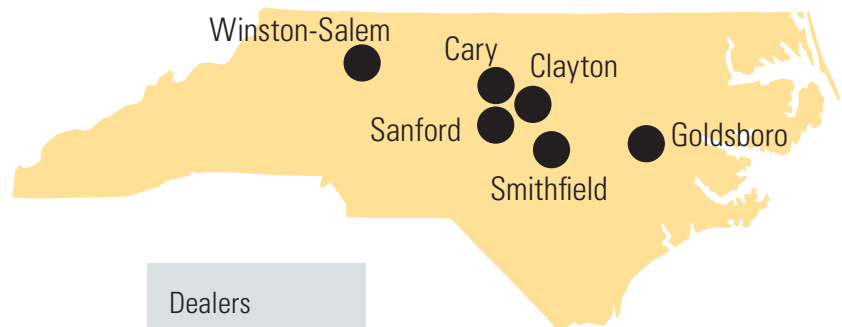 Winston-Salem
Cary
Clayton
Sanford
Goldsboro
Smithfield
Dealers